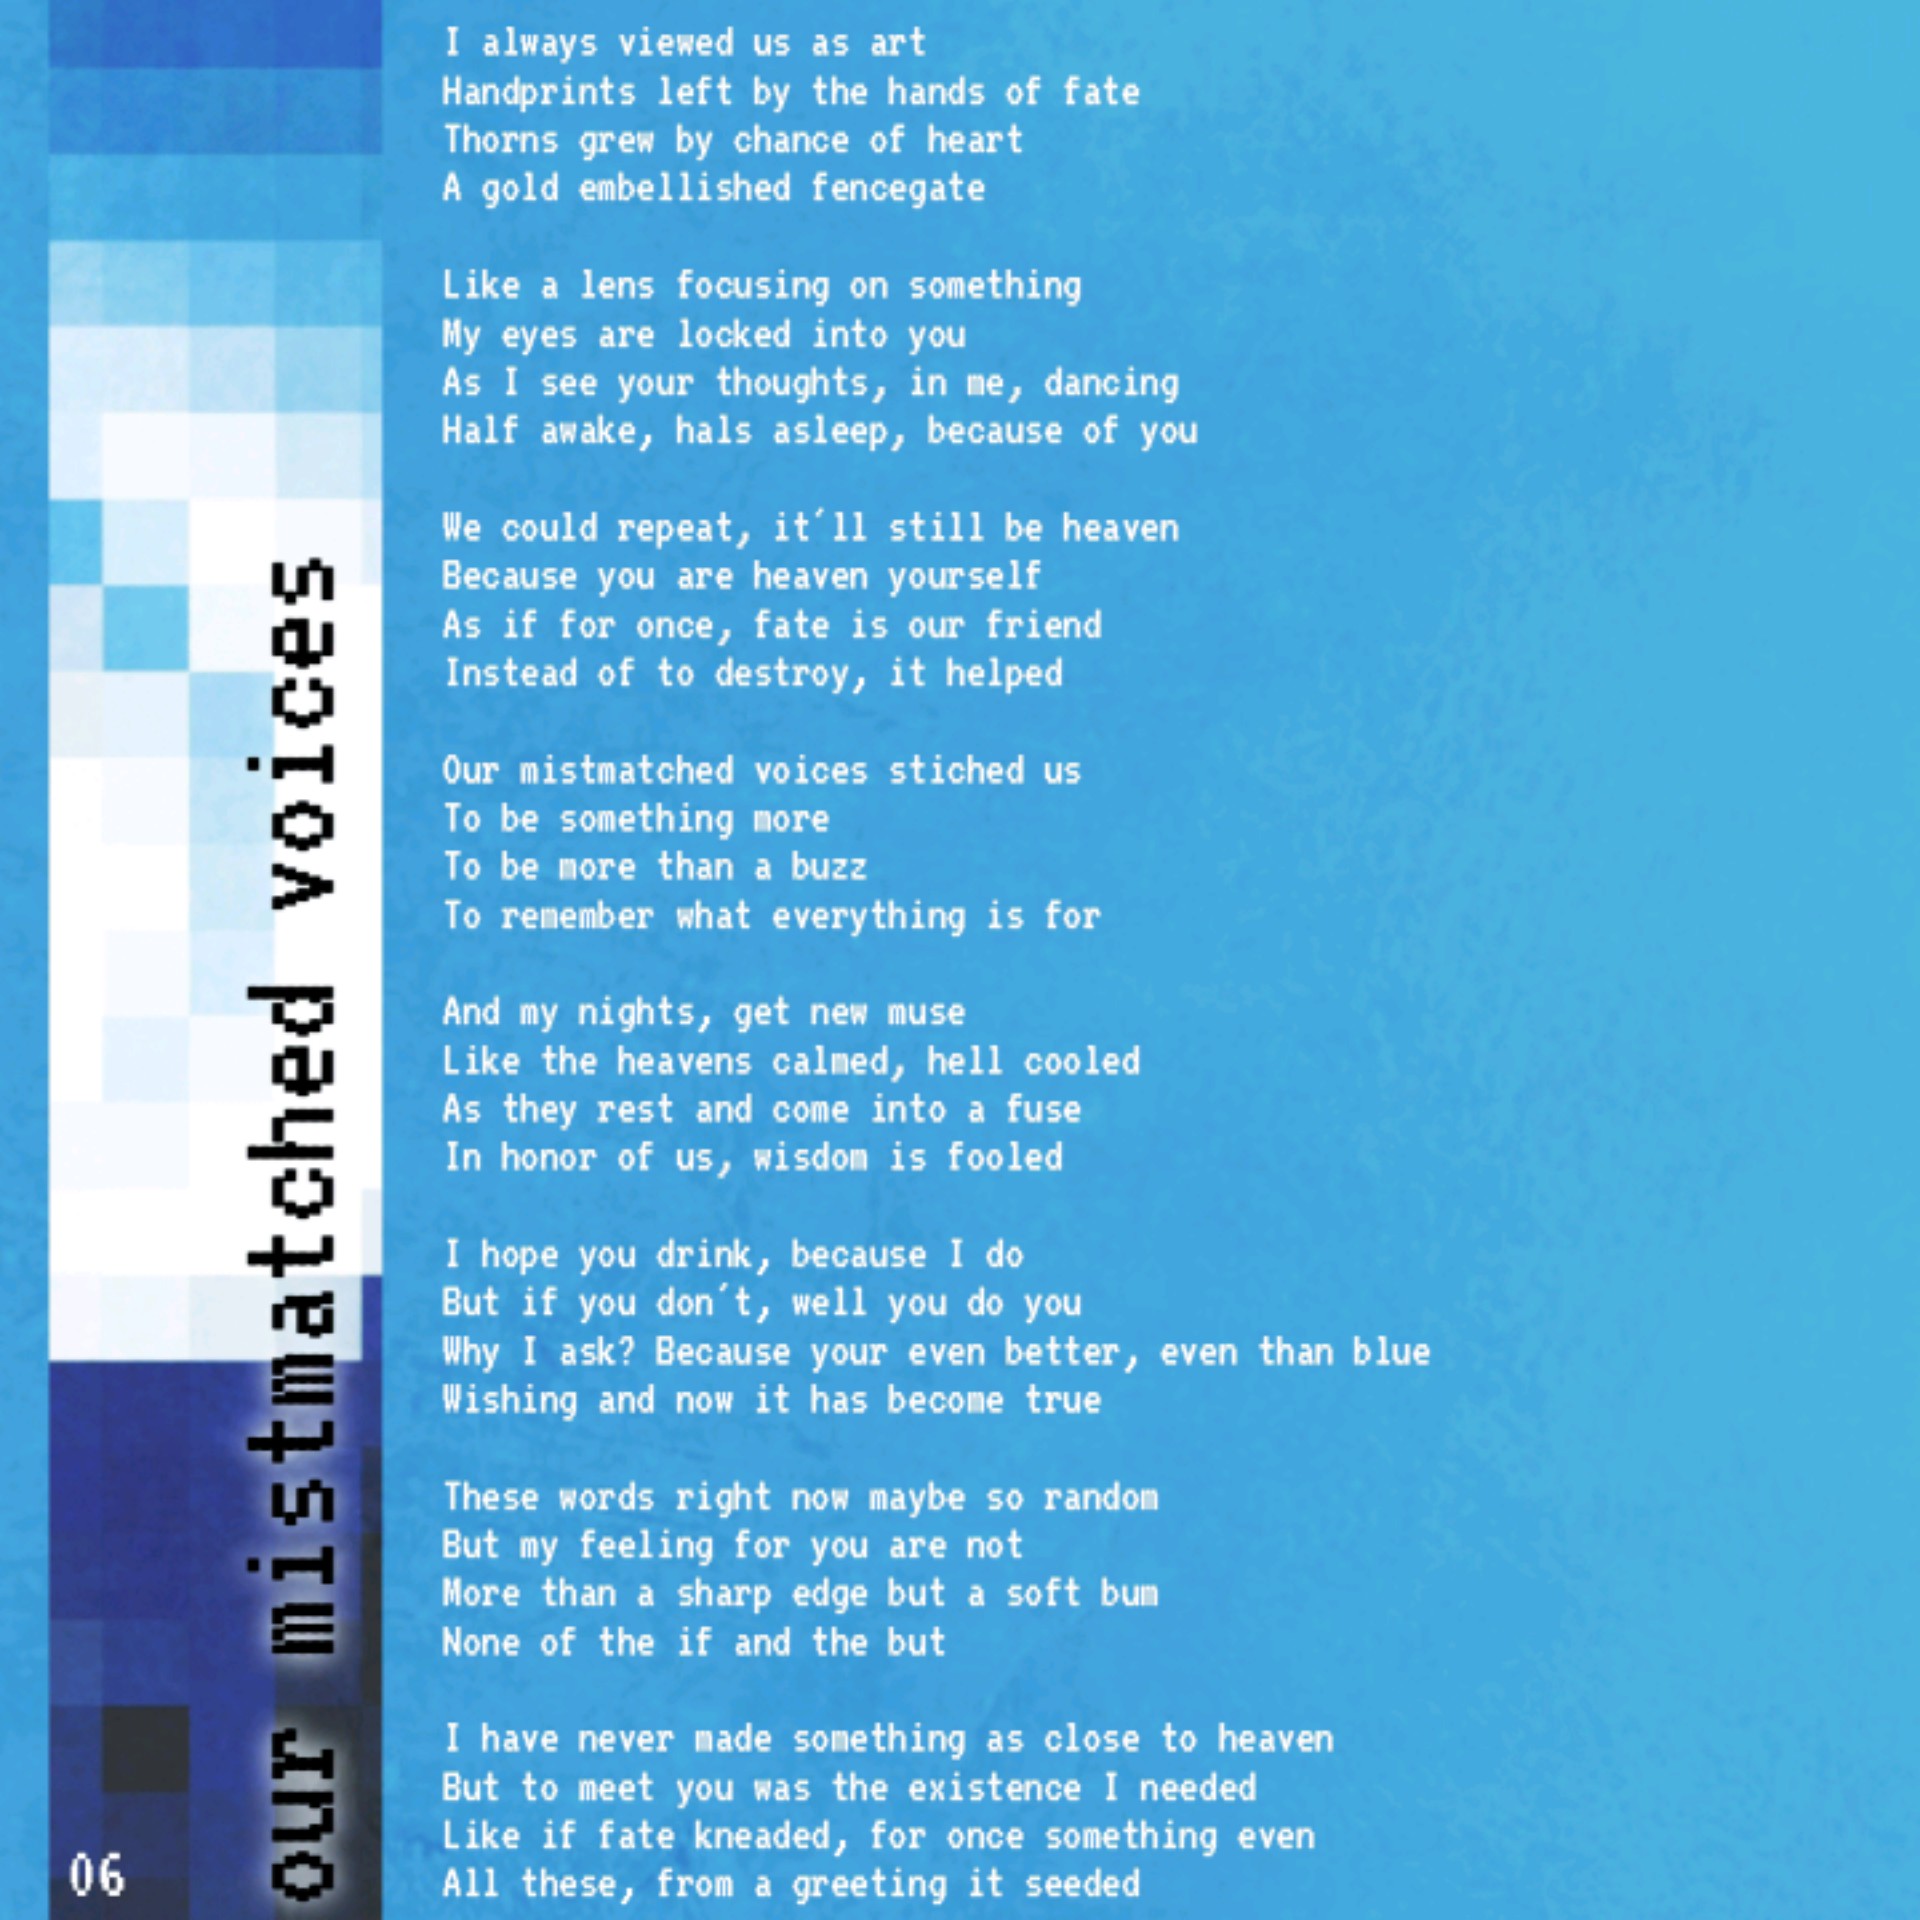 I always viewed us as art
Handprints left by the hands of fate
Thorns grew by chance of heart
A gold embellished fencegate
Like a lens focusing on something
My eyes are locked into you
As I see your thoughts, in me, dancing
Half awake, hals asleep, because of you
We could repeat, it´ll still be heaven
Because you are heaven yourself
As if for once, fate is our friend
Instead of to destroy, it helped
Our mistmatched voices stiched us
To be something more
To be more than a buzz
To remember what everything is for
And my nights, get new muse
Like the heavens calmed, hell cooled
As they rest and come into a fuse
In honor of us, wisdom is fooled
I hope you drink, because I do
But if you don´t, well you do you
Why I ask? Because your even better, even than blue
Wishing and now it has become true
These words right now maybe so random
But my feeling for you are not
More than a sharp edge but a soft bum
None of the if and the but
I have never made something as close to heaven
But to meet you was the existence I needed
Like if fate kneaded, for once something even
All these, from a greeting it seeded
our mistmatched voices
06